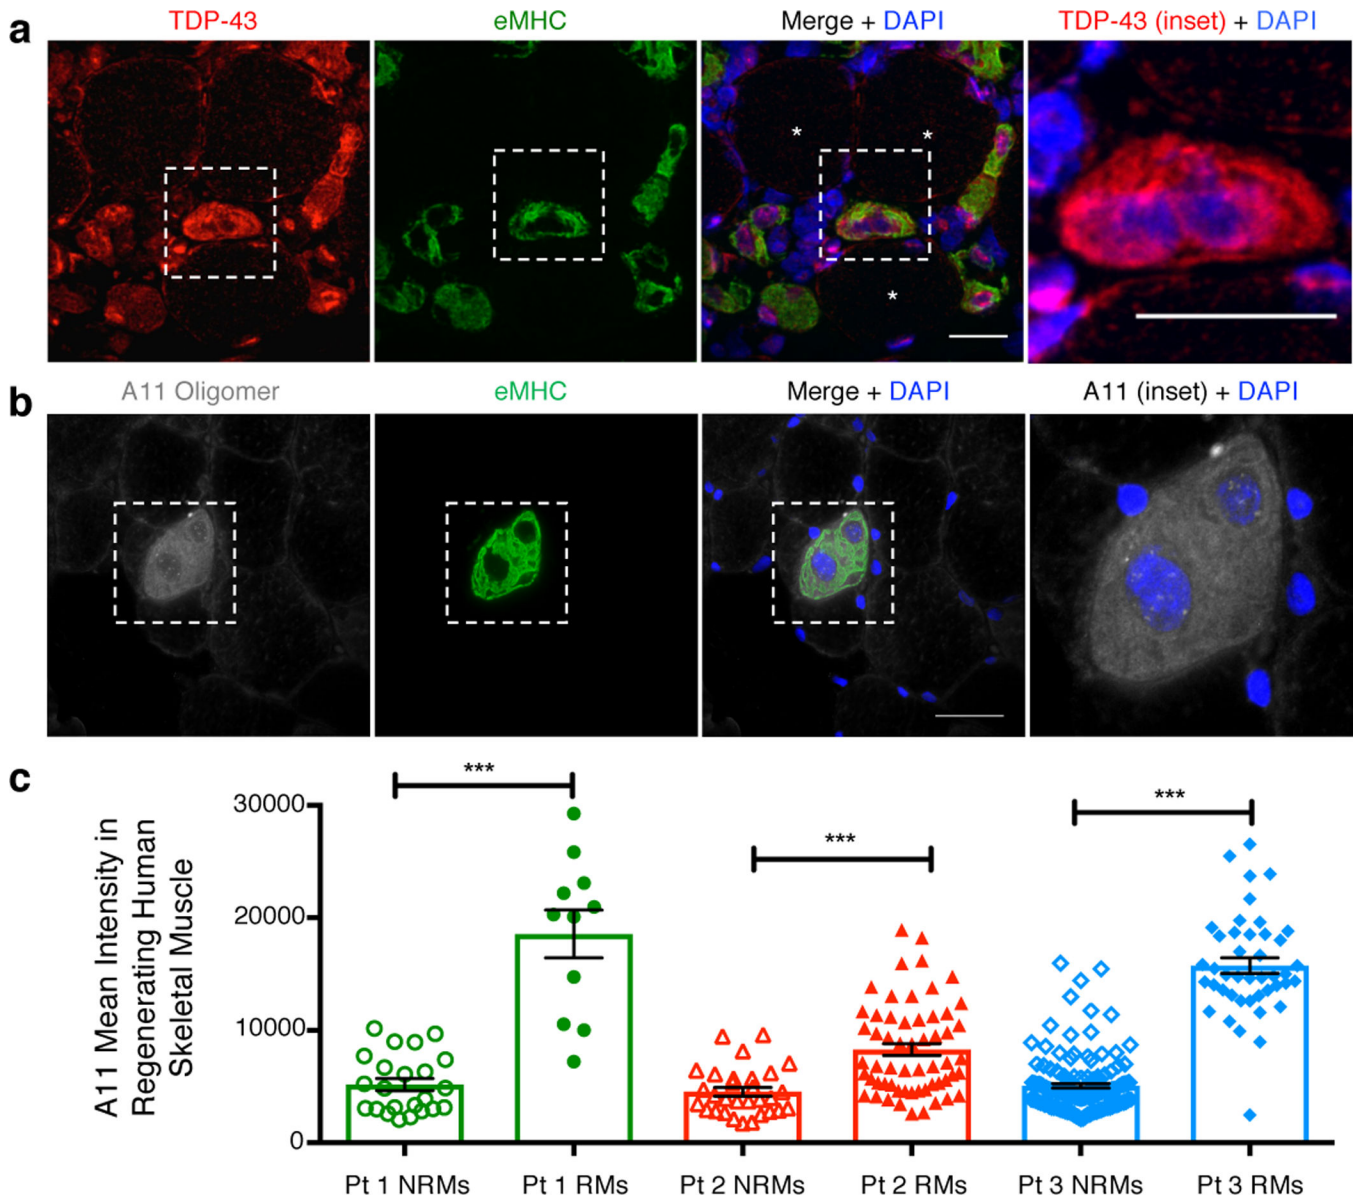 a
TDP-43
eMHC
Merge + DAPI
TDP-43 (inset) + DAPI
*
*
*
b
A11 Oligomer
eMHC
Merge + DAPI
A11 (inset) + DAPI
c
A11 Mean Intensity in
Regenerating Human
Skeletal Muscle
***
***
***
30000
20000
10000
0
Pt 1 NRMs
Pt 1 RMs
Pt 2 NRMs
Pt 2 RMs
Pt 3 NRMs
Pt 3 RMs